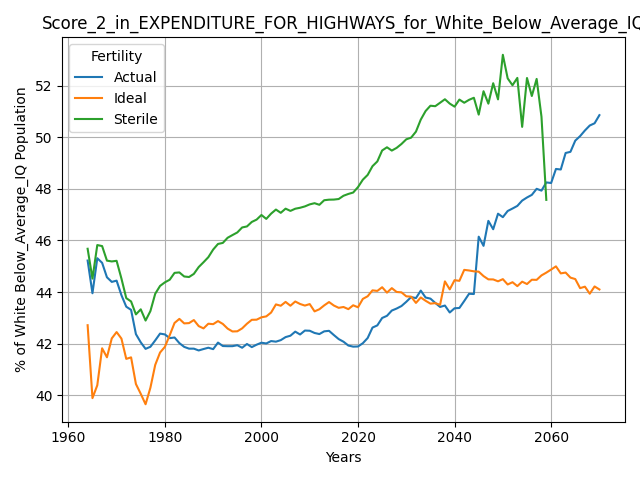 Score_2_in_EXPENDITURE_FOR_HIGHWAYS_for_White_Below_Average_IQ
Fertility
Actual
Ideal
Sterile
% of White Below_Average_IQ Population
52
50
48
46
44
42
40
1960 1980 2000 2020 2040 2060
Years